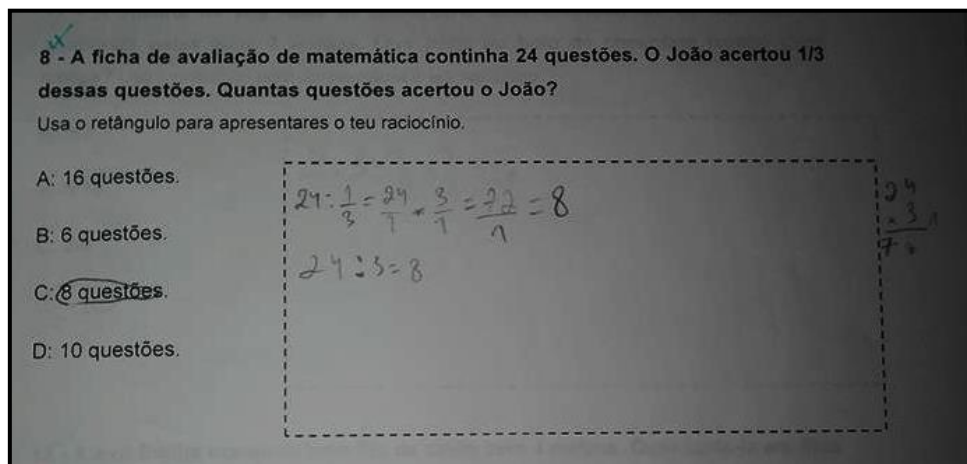 8 - A ficha de avaliação de matemática continha 24 questões. O João acertou 1/3
dessas questões. Quantas questões acertou o João?
Usa o retângulo para apresentares o teu raciocínio.
A: 16 questões.
B: 6 questões.
C: 8 questões.
D: 10 questões.
24 : 1/3 = 24/1 × 3/1 = 72/1 = 8
24 : 3 = 8
24
× 3